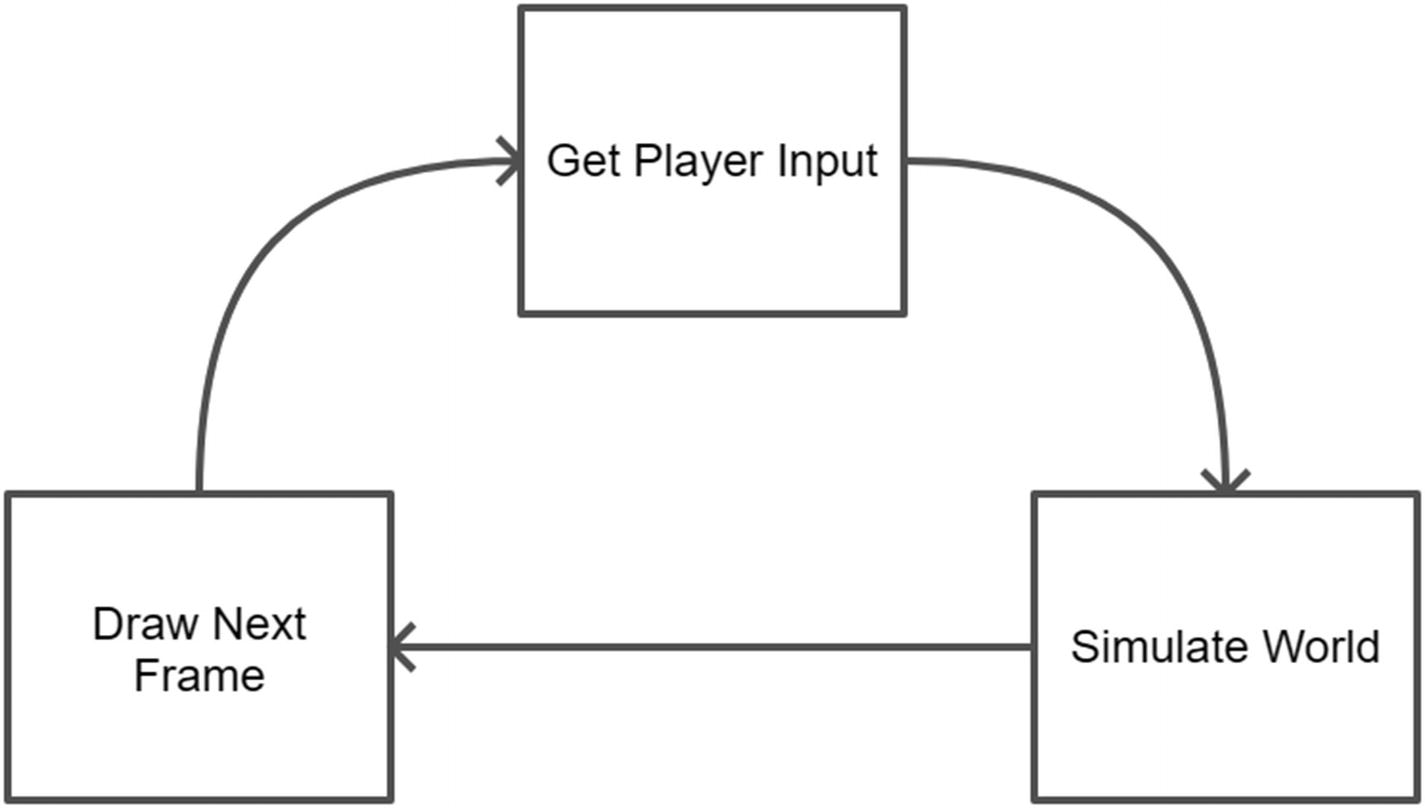 Get Player Input
Draw Next
Frame
Simulate World